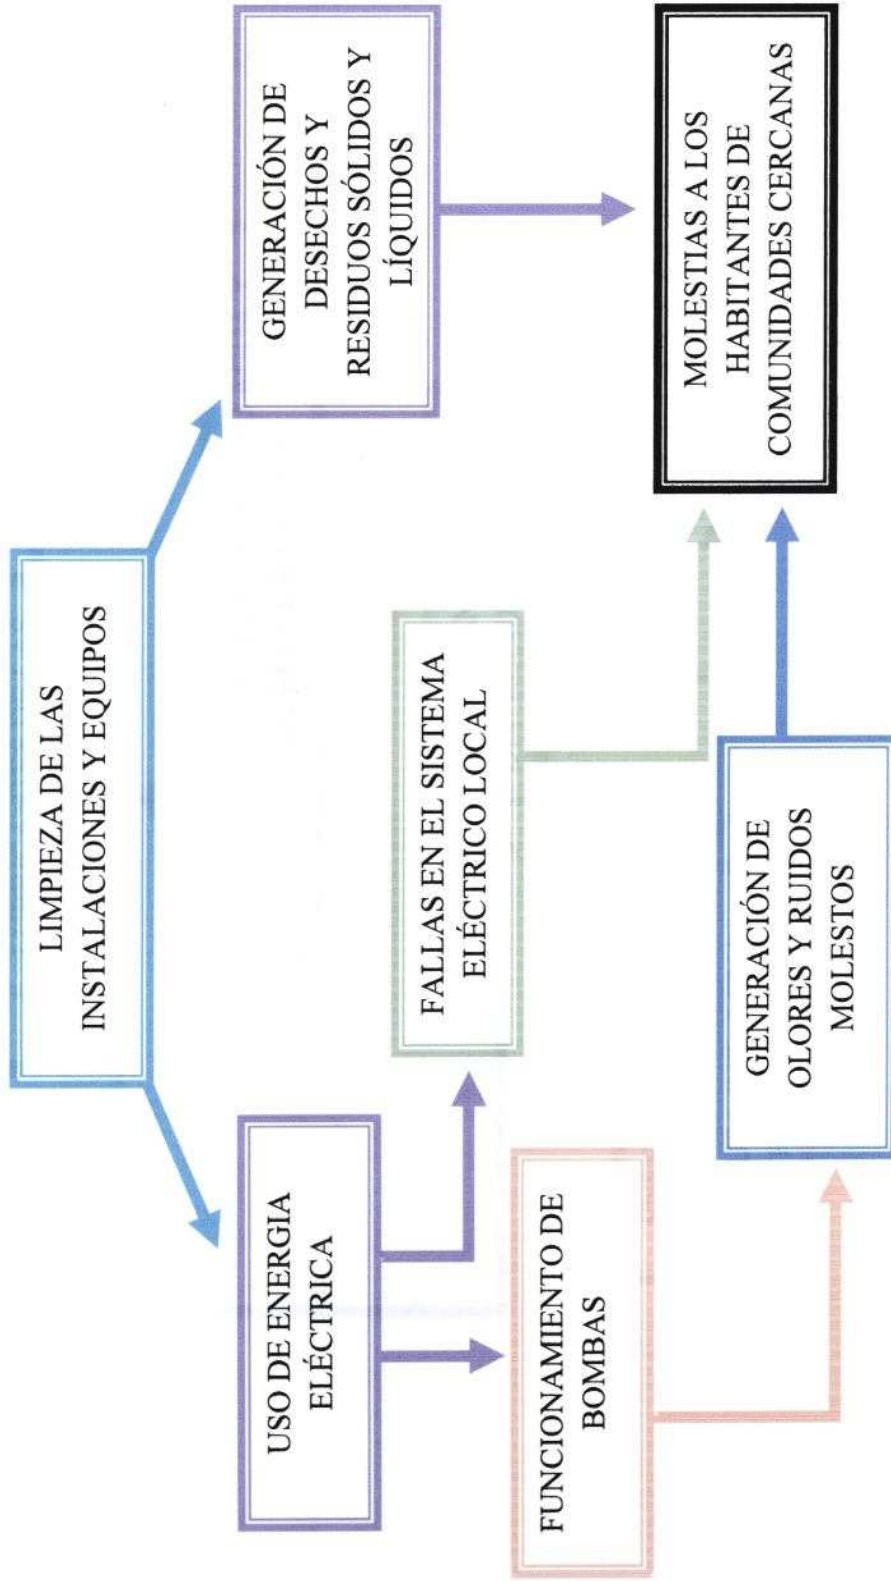 LIMPIEZA DE LAS
INSTALACIONES Y EQUIPOS
USO DE ENERGIA
ELÉCTRICA
GENERACIÓN DE
DESECHOS Y
RESIDUOS SÓLIDOS Y
LÍQUIDOS
FALLAS EN EL SISTEMA
ELÉCTRICO LOCAL
FUNCIONAMIENTO DE
BOMBAS
GENERACIÓN DE
OLORES Y RUIDOS
MOLESTOS
MOLESTIAS A LOS
HABITANTES DE
COMUNIDADES CERCANAS